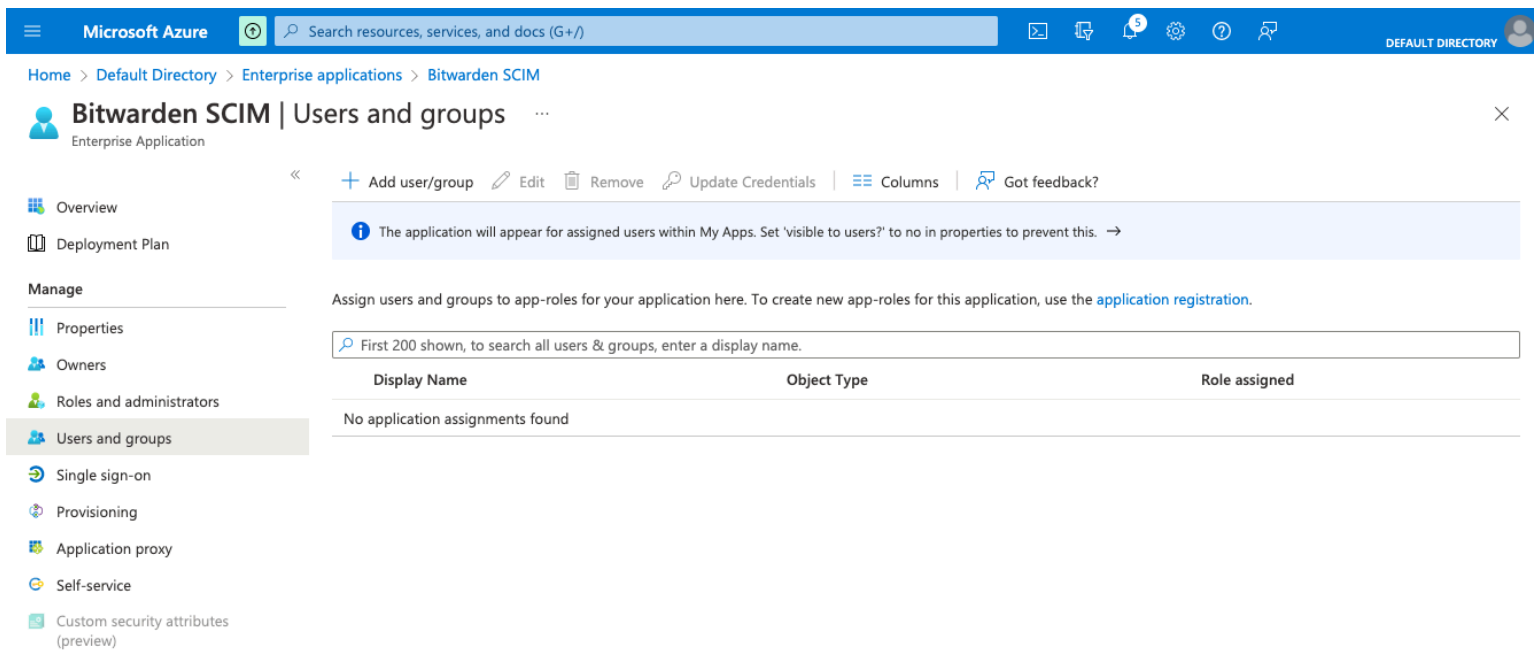 Microsoft Azure
Search resources, services, and docs (G+/)
5
DEFAULT DIRECTORY
Home > Default Directory > Enterprise applications > Bitwarden SCIM
Bitwarden SCIM | Users and groups ...
Enterprise Application
Overview
Deployment Plan
Manage
Properties
Owners
Roles and administrators
Users and groups
Single sign-on
Provisioning
Application proxy
Self-service
Custom security attributes
(preview)
Add user/group Edit Remove Update Credentials Columns Got feedback?
The application will appear for assigned users within My Apps. Set 'visible to users?' to no in properties to prevent this. →
Assign users and groups to app-roles for your application here. To create new app-roles for this application, use the application registration.
First 200 shown, to search all users & groups, enter a display name.
Display Name Object Type Role assigned
No application assignments found